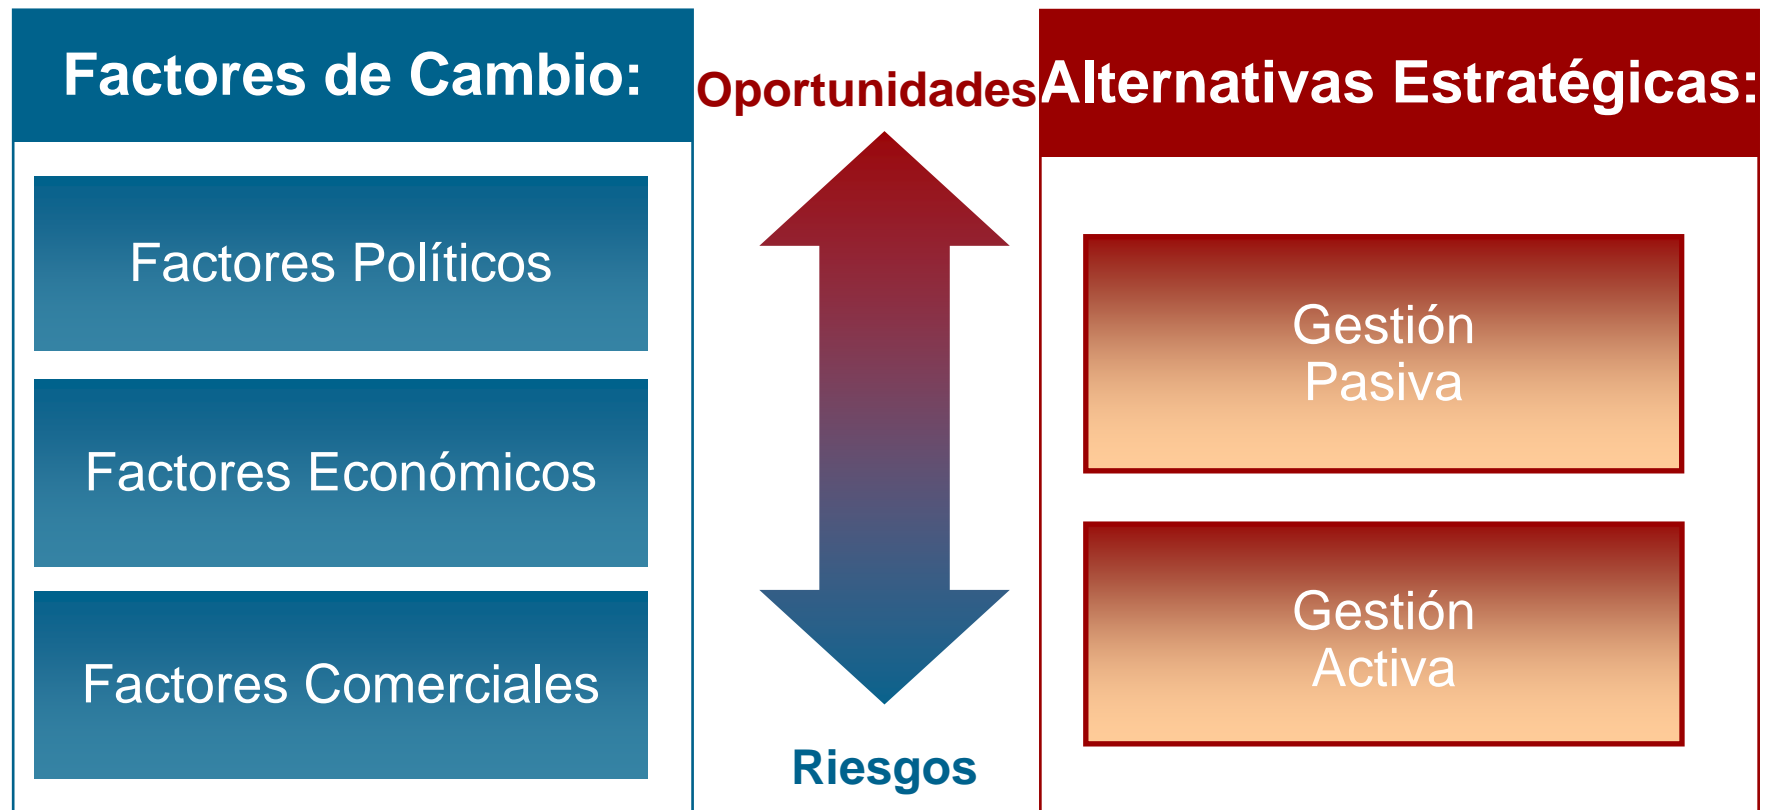 Factores de Cambio:
Factores Políticos
Factores Económicos
Factores Comerciales
Oportunidades
Riesgos
Alternativas Estratégicas:
Gestión
Pasiva
Gestión
Activa